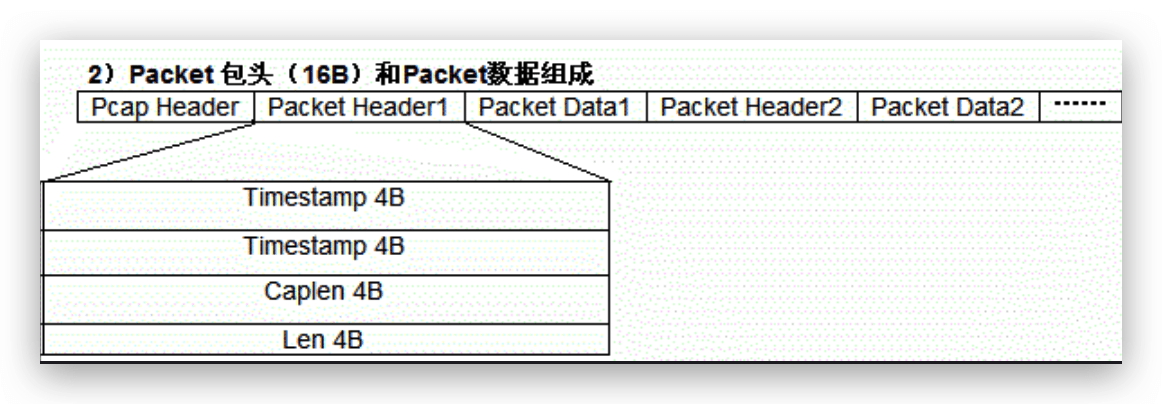 2）Packet 包头（16B）和Packet数据组成
Pcap Header Packet Header1 Packet Data1 Packet Header2 Packet Data2 ······
Timestamp 4B
Timestamp 4B
Caplen 4B
Len 4B